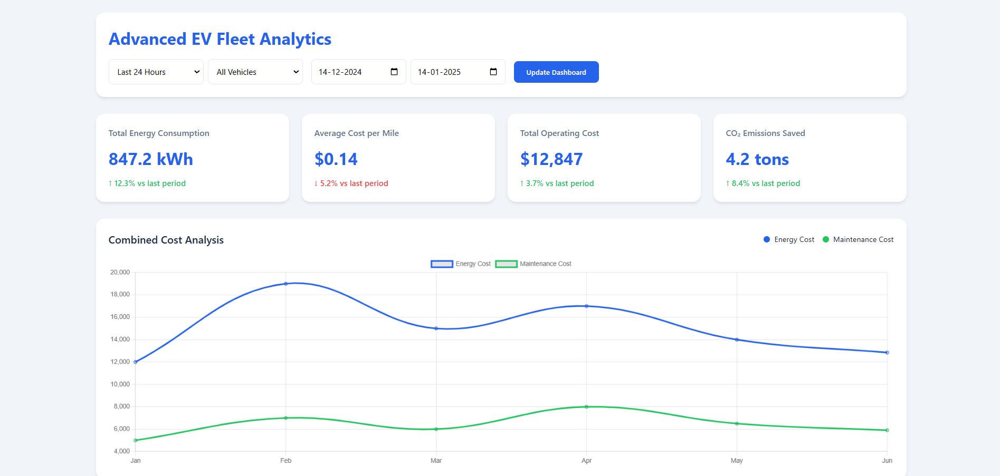 Advanced EV Fleet Analytics
Last 24 Hours All Vehicles 14-12-2024 14-01-2025 Update Dashboard
Total Energy Consumption
847.2 kWh
↑ 12.3% vs last period
Average Cost per Mile
$0.14
↓ 5.2% vs last period
Total Operating Cost
$12,847
↑ 3.7% vs last period
CO₂ Emissions Saved
4.2 tons
↑ 8.4% vs last period
Combined Cost Analysis
Energy Cost Maintenance Cost
Energy Cost Maintenance Cost
20,000
18,000
16,000
14,000
12,000
10,000
8,000
6,000
4,000
Jan Feb Mar Apr May Jun